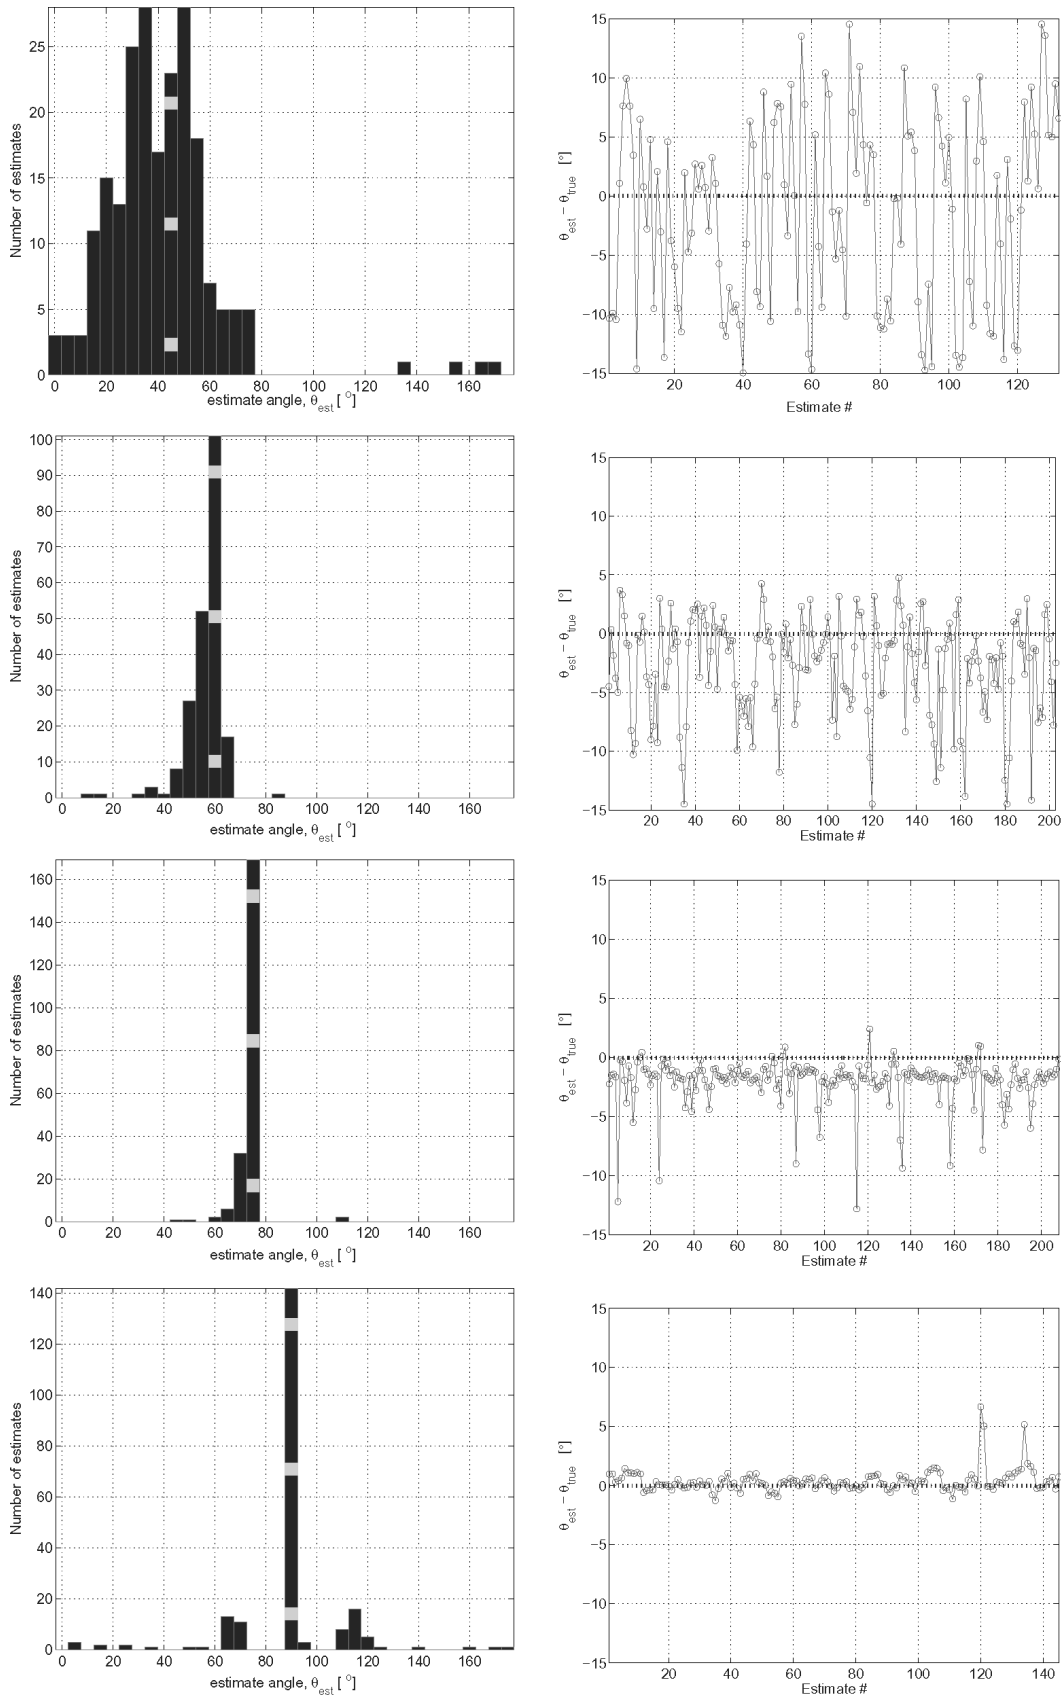 Number of estimates
25
20
15
10
5
0
0 20 40 60 80 100 120 140 160
estimate angle, θest [ °]
θest − θtrue [°]
15
10
5
0
−5
−10
−15
20 40 60 80 100 120
Estimate #
Number of estimates
100
90
80
70
60
50
40
30
20
10
0
0 20 40 60 80 100 120 140 160
estimate angle, θest [ °]
θest − θtrue [°]
15
10
5
0
−5
−10
−15
20 40 60 80 100 120 140 160 180 200
Estimate #
Number of estimates
160
140
120
100
80
60
40
20
0
0 20 40 60 80 100 120 140 160
estimate angle, θest [ °]
θest − θtrue [°]
15
10
5
0
−5
−10
−15
20 40 60 80 100 120 140 160 180 200
Estimate #
Number of estimates
140
120
100
80
60
40
20
0
0 20 40 60 80 100 120 140 160
estimate angle, θest [ °]
θest − θtrue [°]
15
10
5
0
−5
−10
−15
20 40 60 80 100 120 140
Estimate #